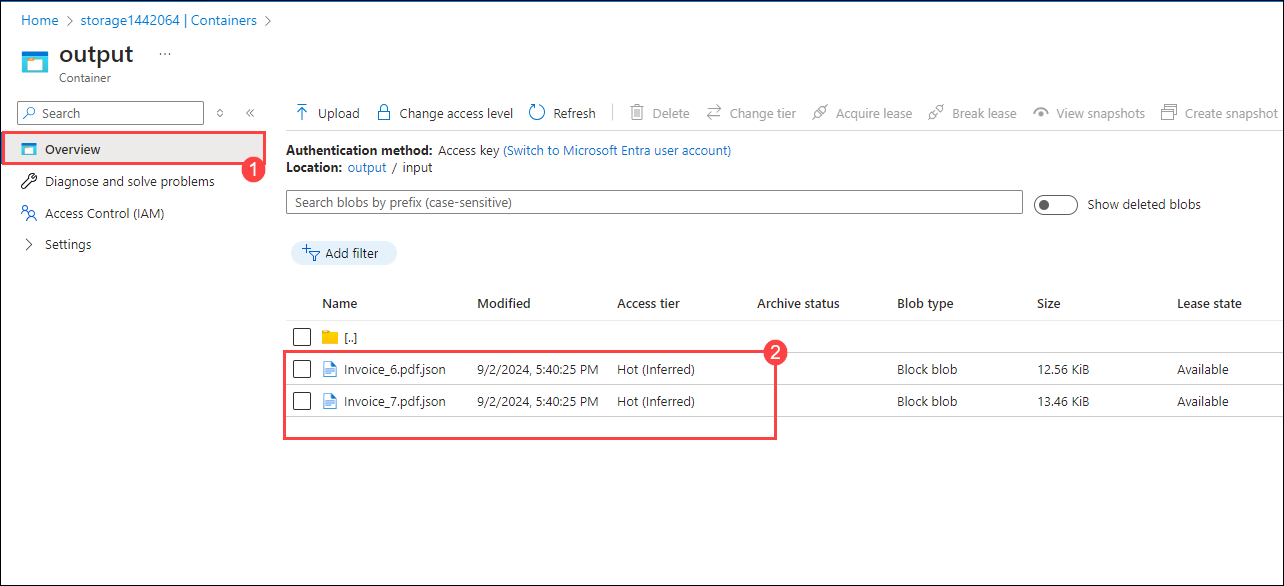 Home > storage1442064 | Containers >
output ...
Container
Search
Overview
1
Diagnose and solve problems
Access Control (IAM)
Settings
Upload Change access level Refresh Delete Change tier Acquire lease Break lease View snapshots Create snapshot
Authentication method: Access key (Switch to Microsoft Entra user account)
Location: output / input
Search blobs by prefix (case-sensitive)
Show deleted blobs
Add filter
Name Modified Access tier Archive status Blob type Size Lease state
[..]
2
Invoice_6.pdf.json 9/2/2024, 5:40:25 PM Hot (Inferred) Block blob 12.56 KiB Available
Invoice_7.pdf.json 9/2/2024, 5:40:25 PM Hot (Inferred) Block blob 13.46 KiB Available